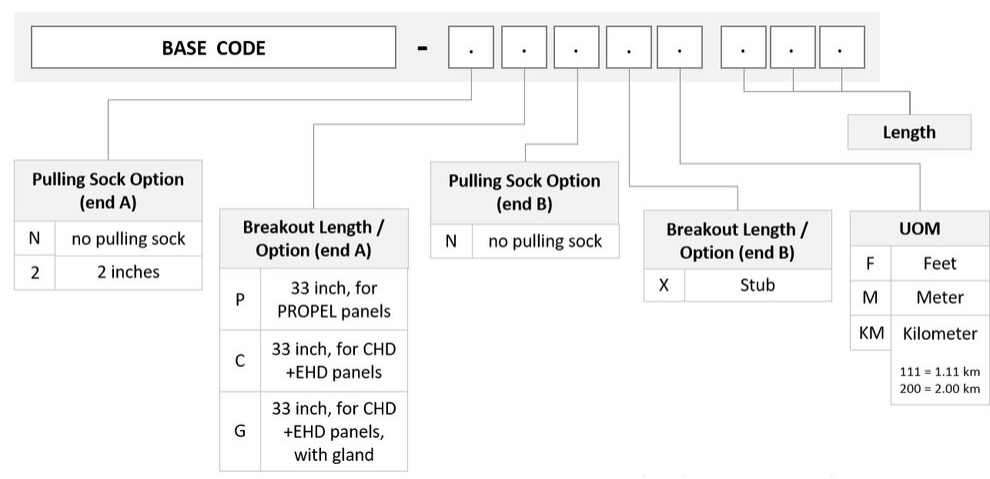 BASE CODE - . . . . . . . .
Length
Pulling Sock Option
(end A)
N no pulling sock
2 2 inches
Breakout Length /
Option (end A)
P 33 inch, for
PROPEL panels
C 33 inch, for CHD
+EHD panels
G 33 inch, for CHD
+EHD panels,
with gland
Pulling Sock Option
(end B)
N no pulling sock
Breakout Length /
Option (end B)
X Stub
UOM
F Feet
M Meter
KM Kilometer
111 = 1.11 km
200 = 2.00 km